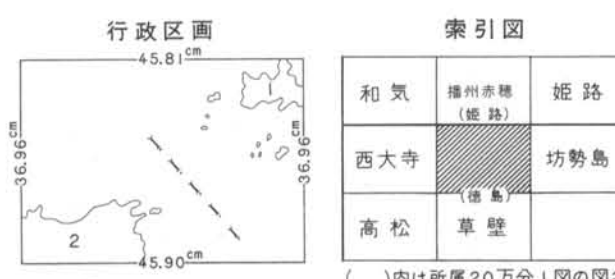 行政区画
45.81cm
36.96cm
36.96cm
1
2
45.90cm
索引図
和気
播州赤穂
(姫路)
姫路
西大寺
坊勢島
(徳島)
高松
草壁
( )内は所属20万分1図の図